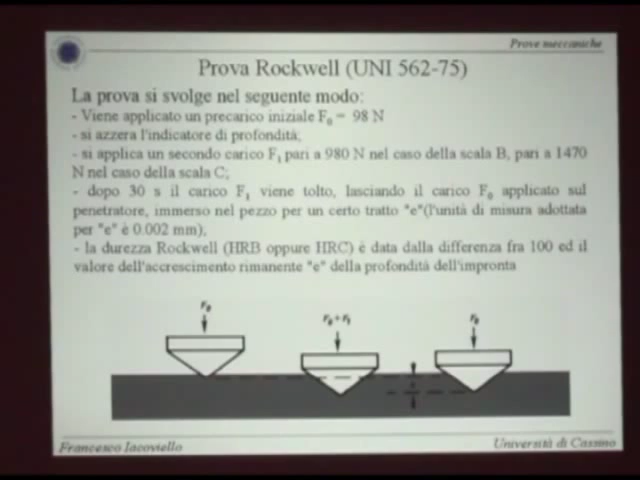 Prove meccaniche
Prova Rockwell (UNI 562-75)
La prova si svolge nel seguente modo:
- Viene applicato un precarico iniziale F0 = 98 N
- si azzera l'indicatore di profondità;
- si applica un secondo carico F1 pari a 980 N nel caso della scala B, pari a 1470
N nel caso della scala C;
- dopo 30 s il carico F1 viene tolto, lasciando il carico F0 applicato sul
penetratore, immerso nel pezzo per un certo tratto "e"(l'unità di misura adottata
per "e" è 0.002 mm);
- la durezza Rockwell (HRB oppure HRC) è data dalla differenza fra 100 ed il
valore dell'accrescimento rimanente "e" della profondità dell'impronta
F0
F0 + F1
F0
Francesco Iacoviello
Università di Cassino